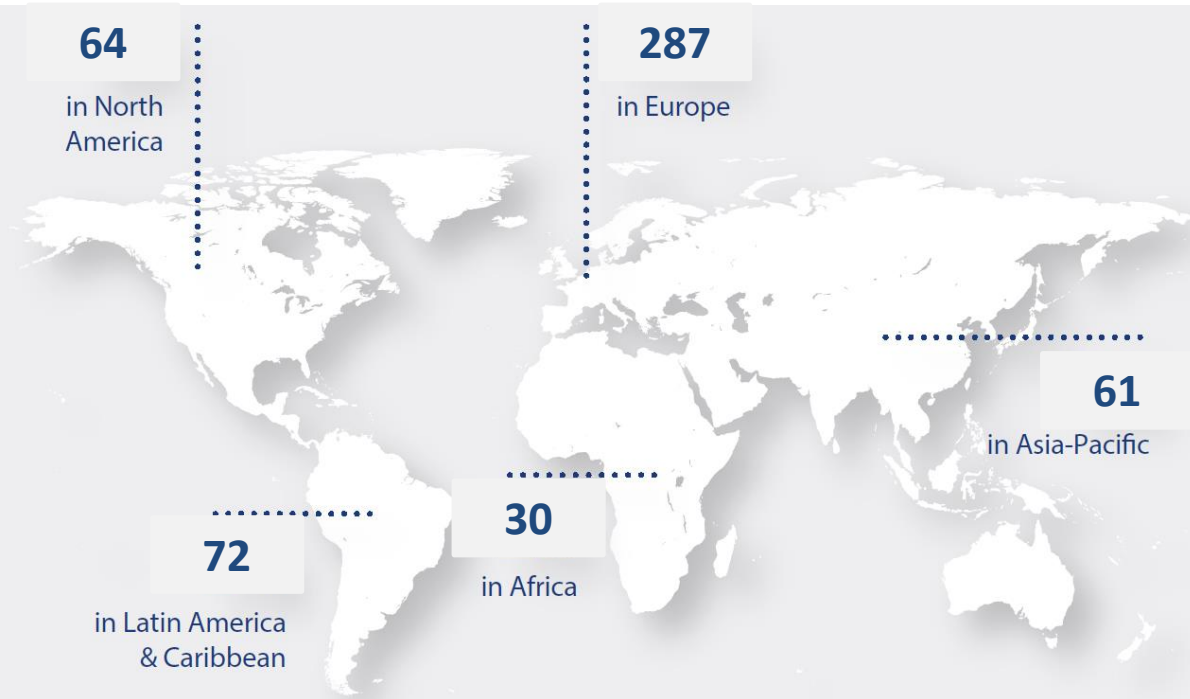 64
in North
America
287
in Europe
61
in Asia-Pacific
30
in Africa
72
in Latin America
& Caribbean